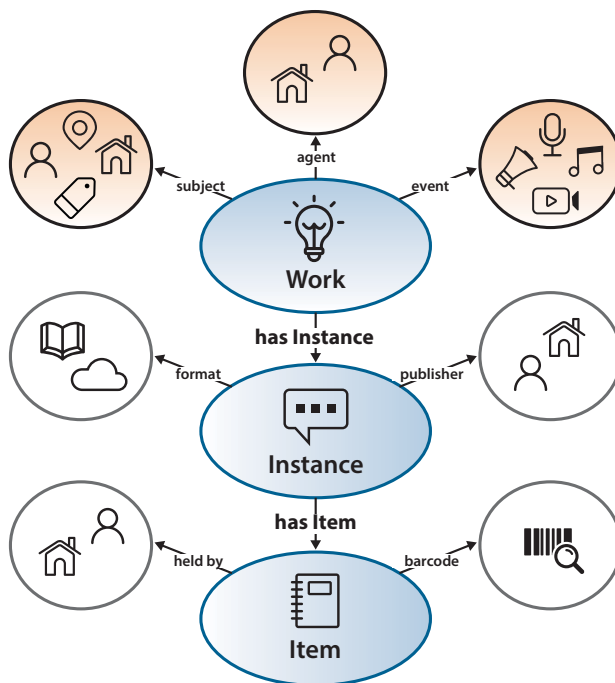 agent
subject
event
Work
has Instance
format
publisher
Instance
has Item
held by
barcode
Item